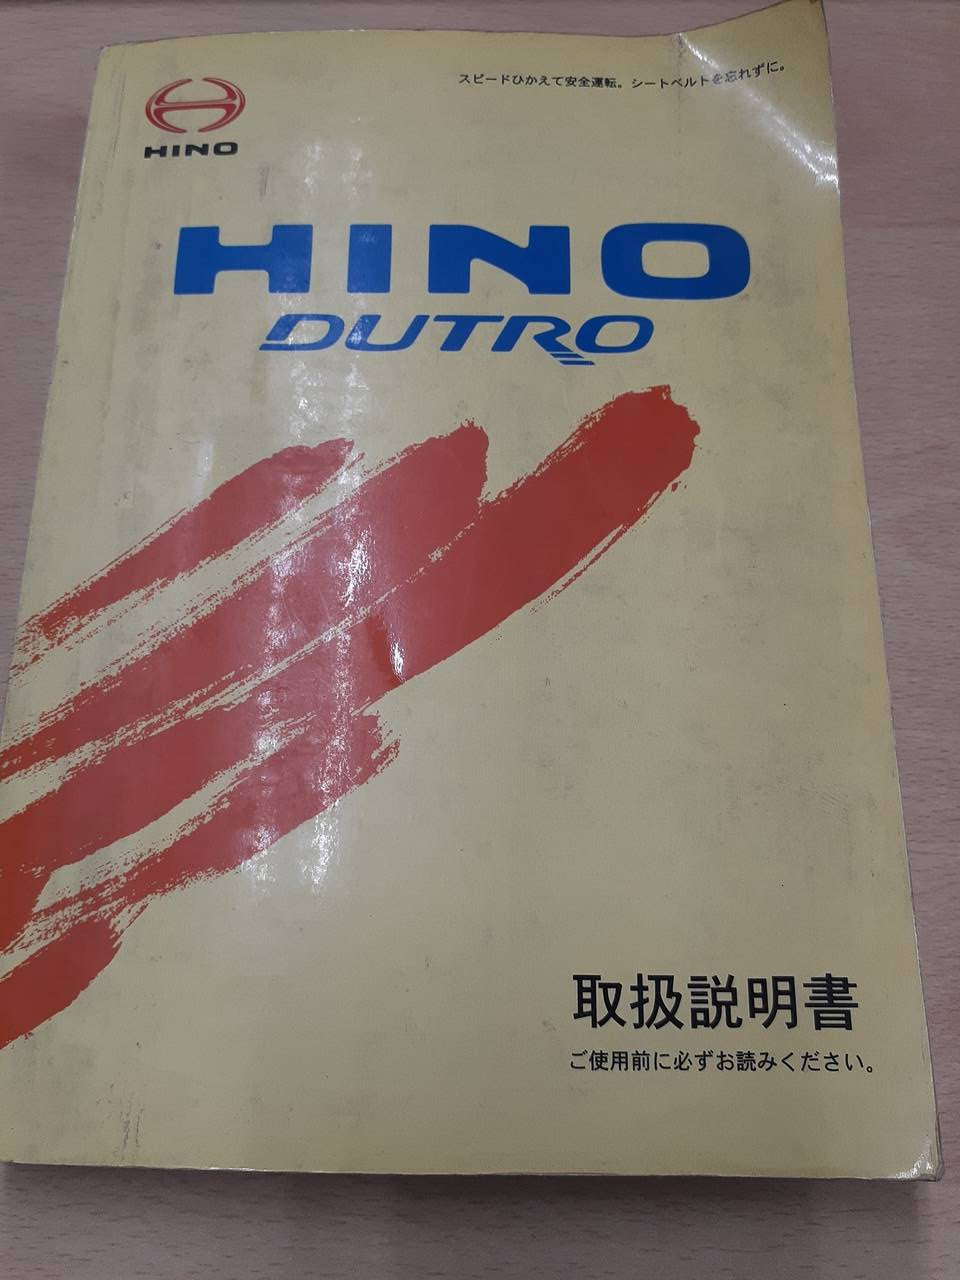 スピードひかえて安全運転。シートベルトを忘れずに。
HINO
HINO
DUTRO
取扱説明書
ご使用前に必ずお読みください。